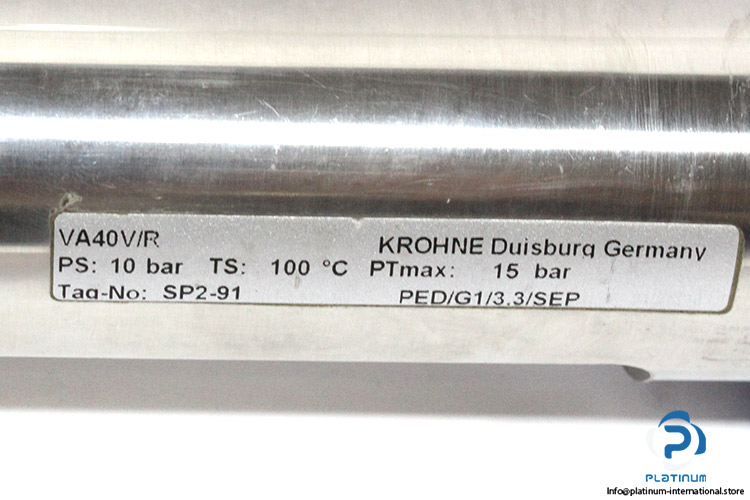 VA40V/R KROHNE Duisburg Germany
PS: 10 bar TS: 100 °C PTmax: 15 bar
Tag-No: SP2-91 PED/G1/3.3/SEP
PLATINUM
Info@platinum-international.store